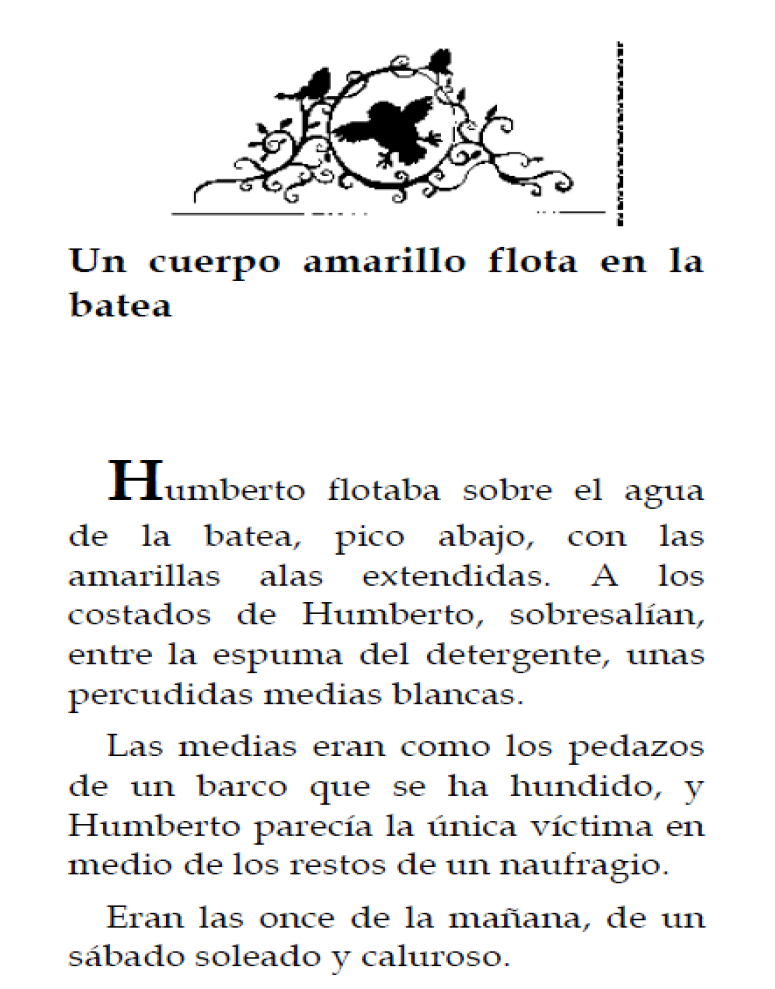 Un cuerpo amarillo flota en la
batea
Humberto flotaba sobre el agua
de la batea, pico abajo, con las
amarillas alas extendidas. A los
costados de Humberto, sobresalían,
entre la espuma del detergente, unas
percudidas medias blancas.
Las medias eran como los pedazos
de un barco que se ha hundido, y
Humberto parecía la única víctima en
medio de los restos de un naufragio.
Eran las once de la mañana, de un
sábado soleado y caluroso.